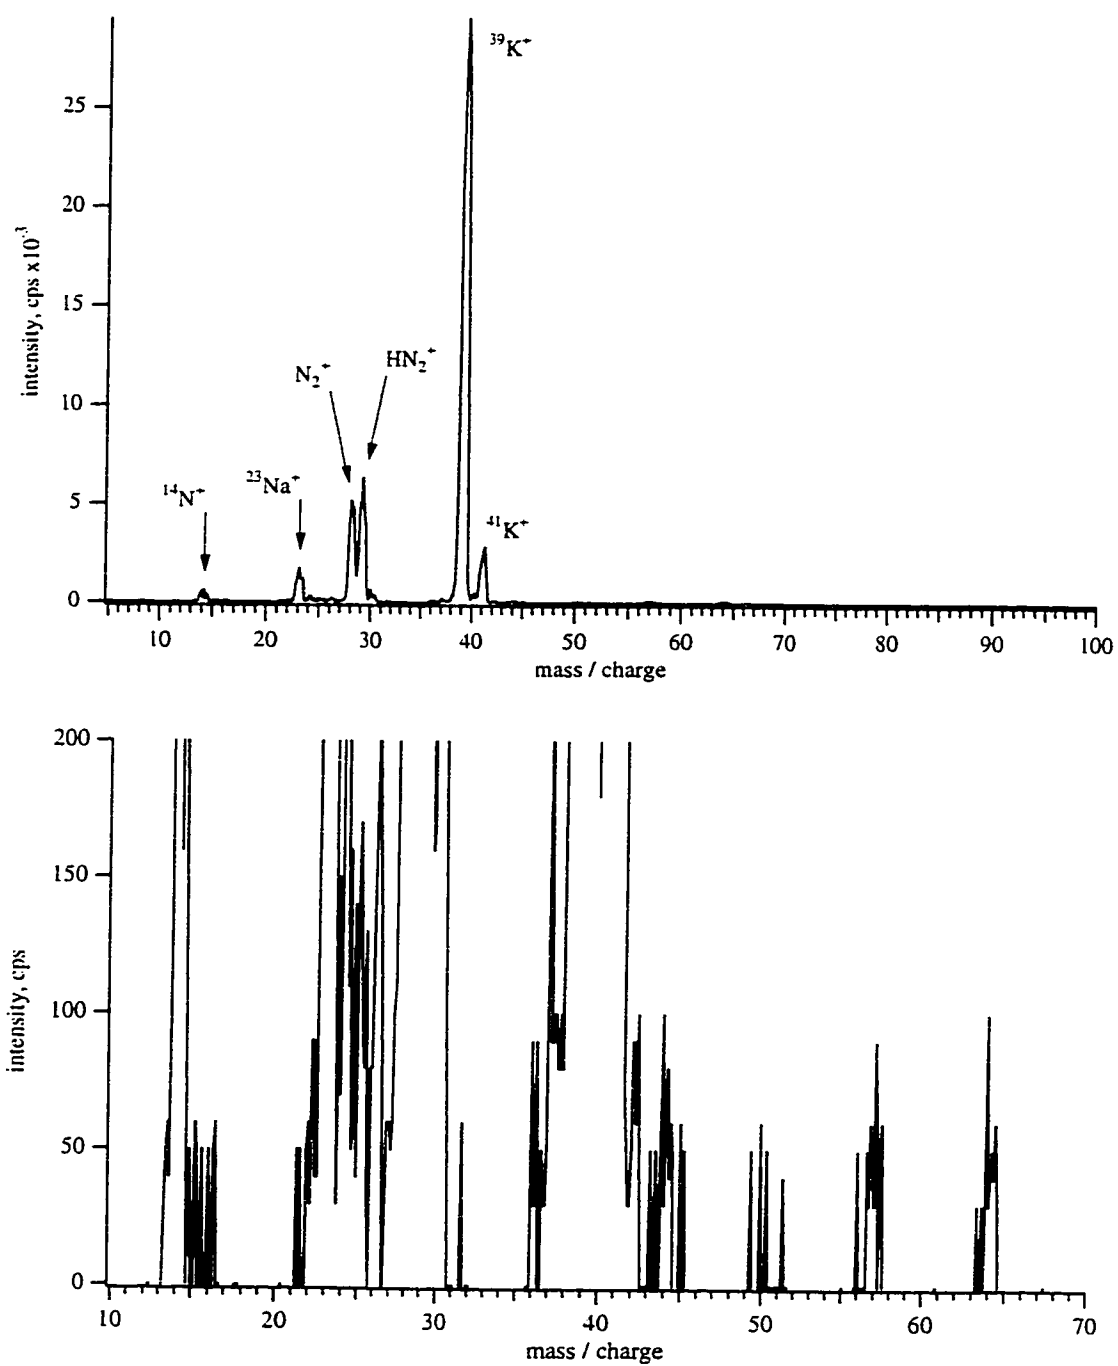 ³⁹K⁺
25
20
15
10
5
0
intensity, cps x10⁻³
N₂⁺
HN₂⁺
¹⁴N⁺
²³Na⁺
⁴¹K⁺
10 20 30 40 50 60 70 80 90 100
mass / charge
200
150
100
50
0
intensity, cps
10 20 30 40 50 60 70
mass / charge